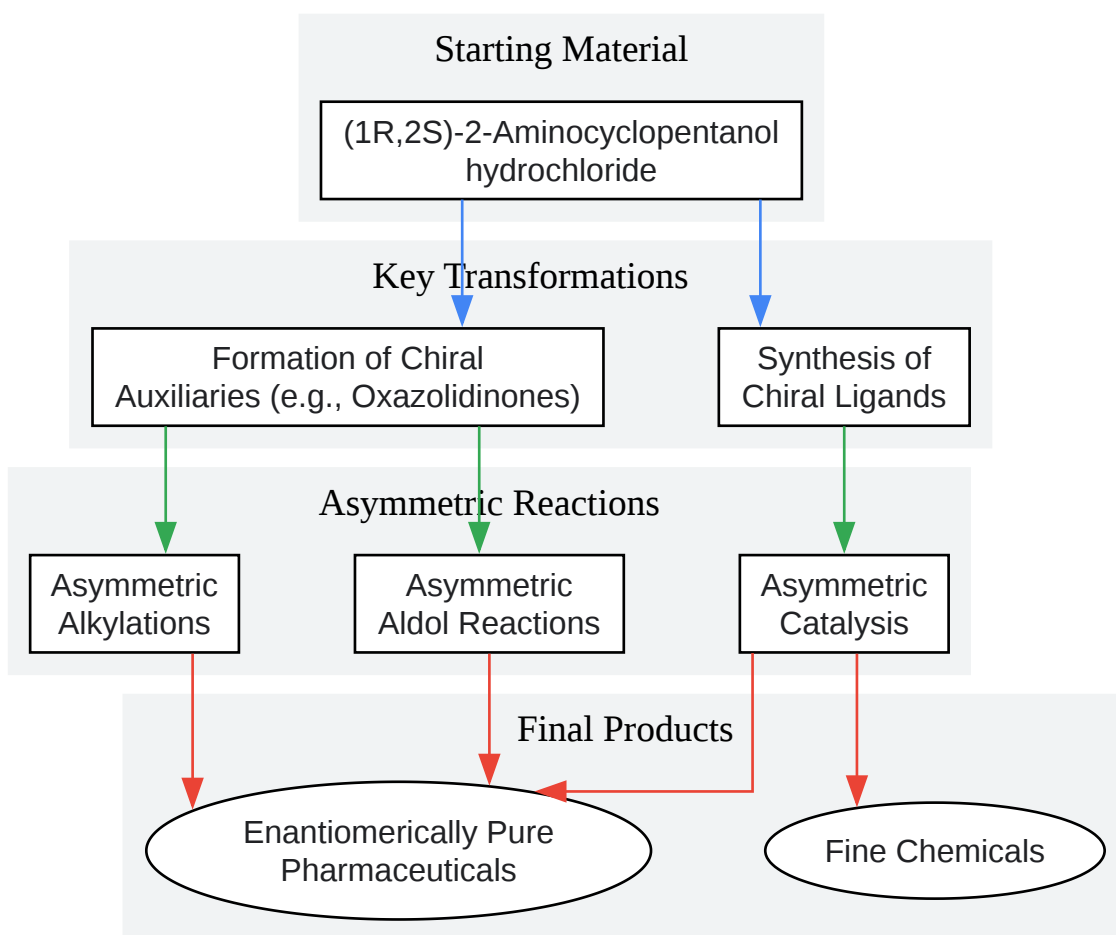 Starting Material
(1R,2S)-2-Aminocyclopentanol
hydrochloride
Key Transformations
Formation of Chiral
Auxiliaries (e.g., Oxazolidinones)
Synthesis of
Chiral Ligands
Asymmetric Reactions
Asymmetric
Alkylations
Asymmetric
Aldol Reactions
Asymmetric
Catalysis
Final Products
Enantiomerically Pure
Pharmaceuticals
Fine Chemicals